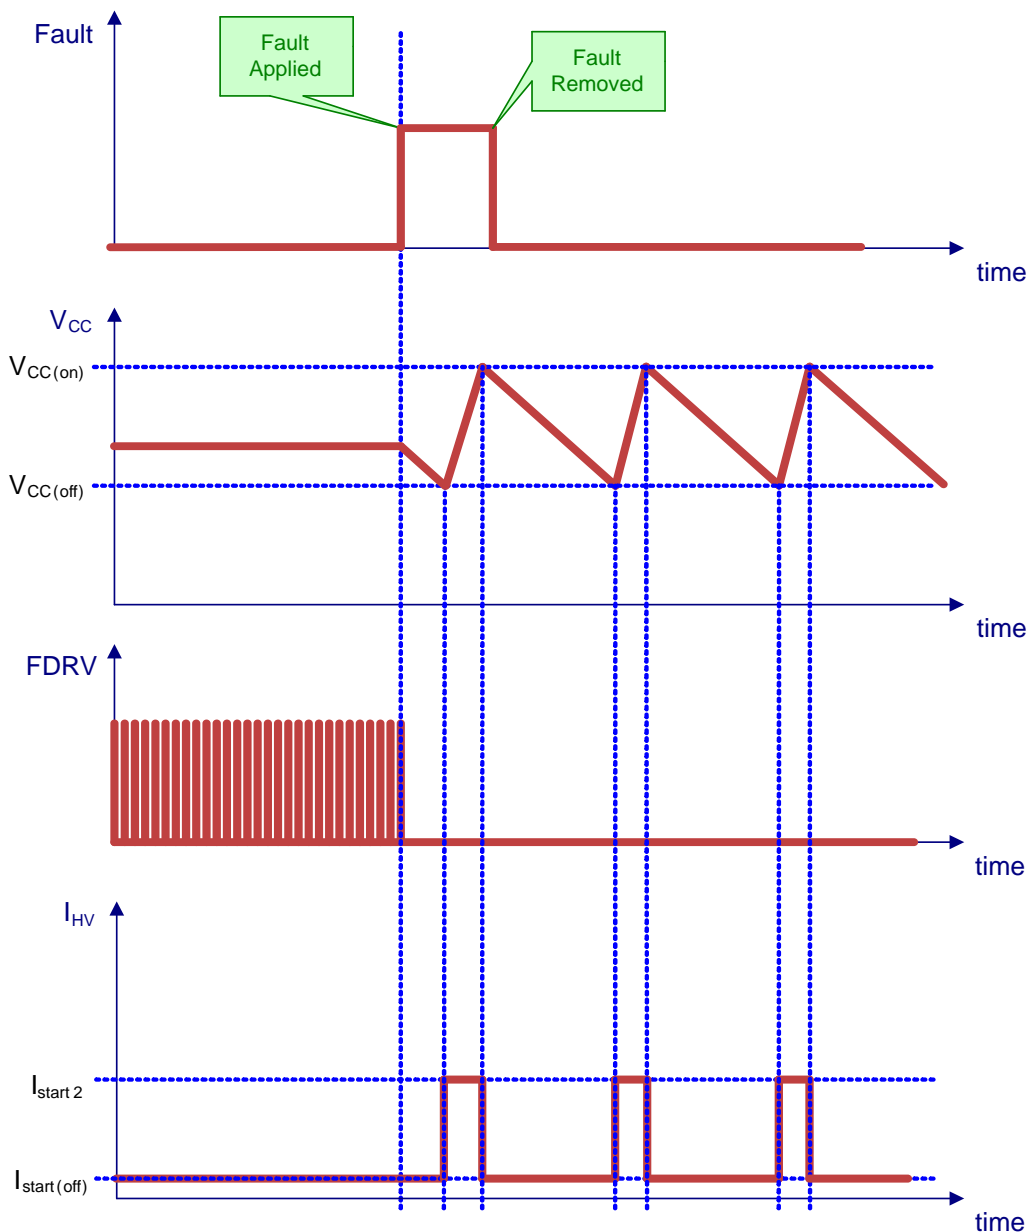 Fault
Fault
Applied
Fault
Removed
time
VCC
VCC(on)
VCC(off)
time
FDRV
time
IHV
Istart 2
Istart(off)
time